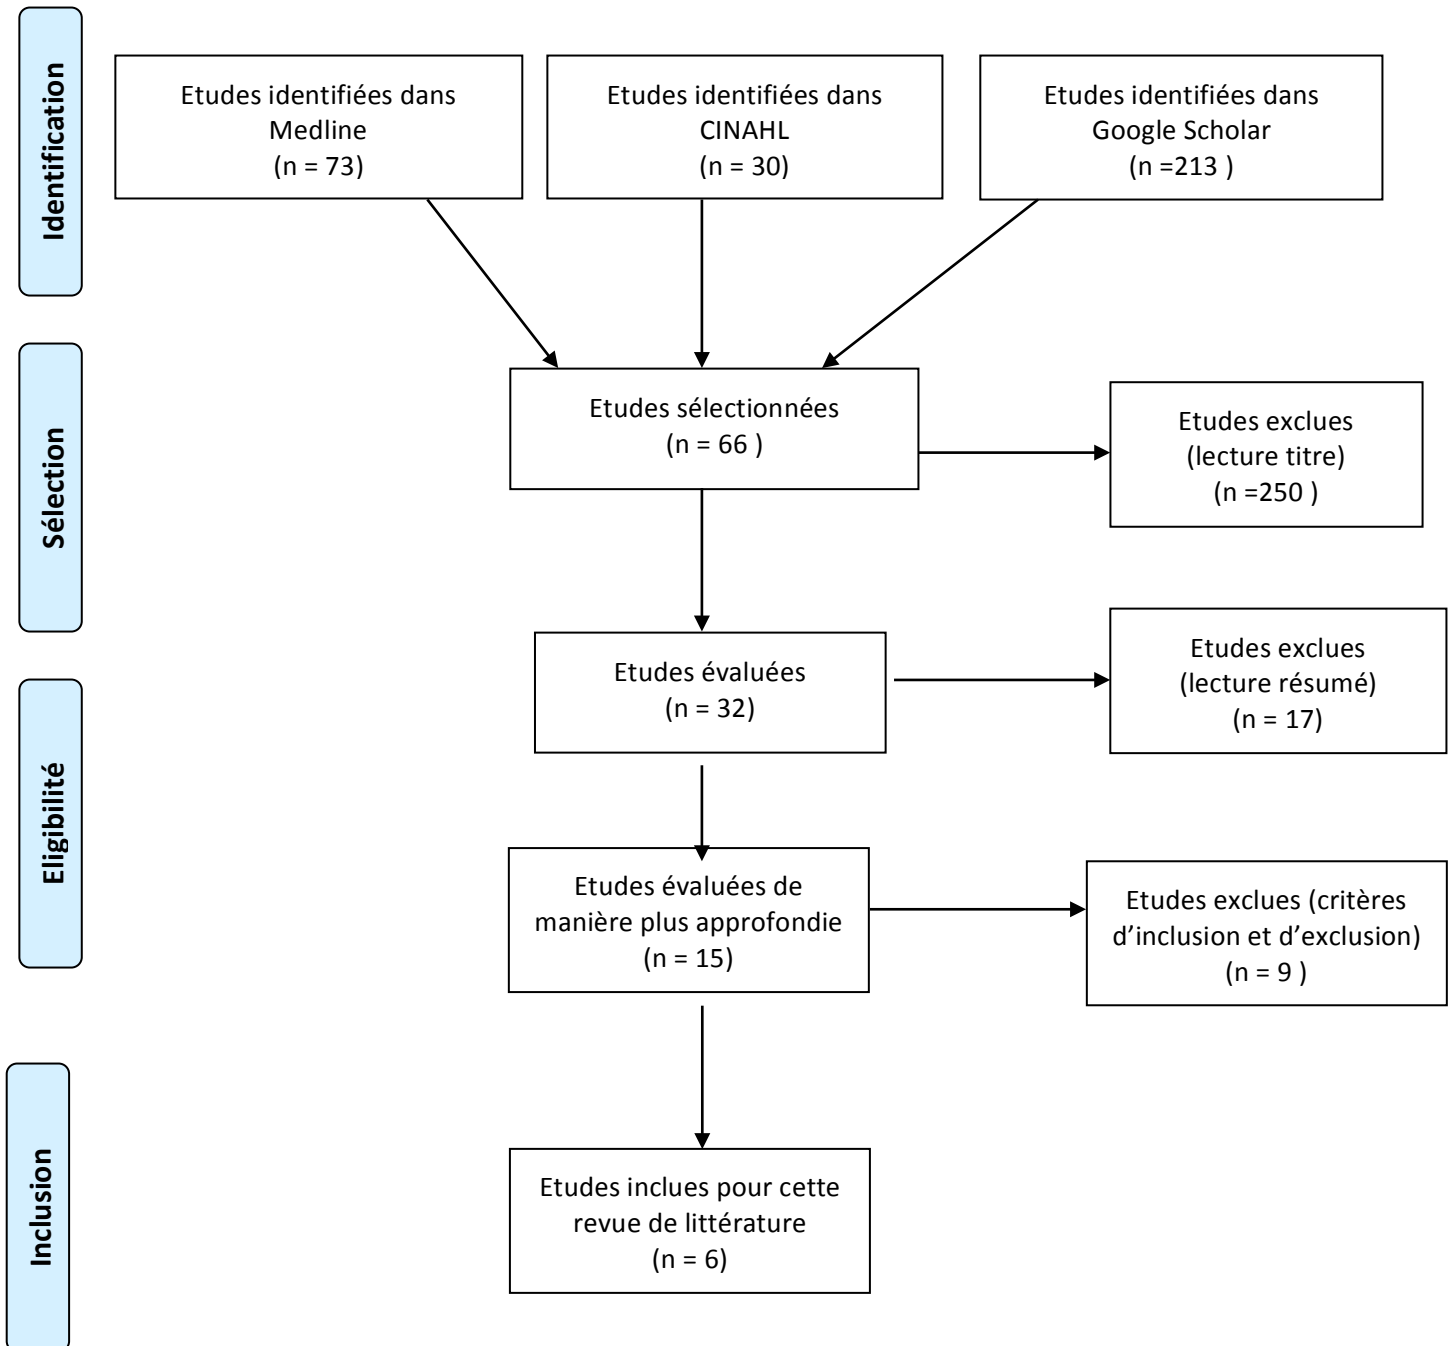 Identification
Etudes identifiées dans
Medline
(n = 73)
Etudes identifiées dans
CINAHL
(n = 30)
Etudes identifiées dans
Google Scholar
(n =213 )
Sélection
Etudes sélectionnées
(n = 66 )
Etudes exclues
(lecture titre)
(n =250 )
Etudes évaluées
(n = 32)
Etudes exclues
(lecture résumé)
(n = 17)
Eligibilité
Etudes évaluées de
manière plus approfondie
(n = 15)
Etudes exclues (critères
d’inclusion et d’exclusion)
(n = 9 )
Inclusion
Etudes inclues pour cette
revue de littérature
(n = 6)